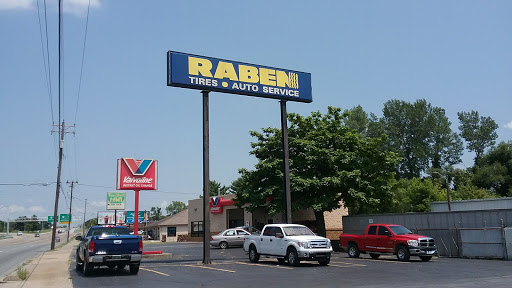 RABEN
TIRES • AUTO SERVICE
Valvoline
INSTANT OIL CHANGE